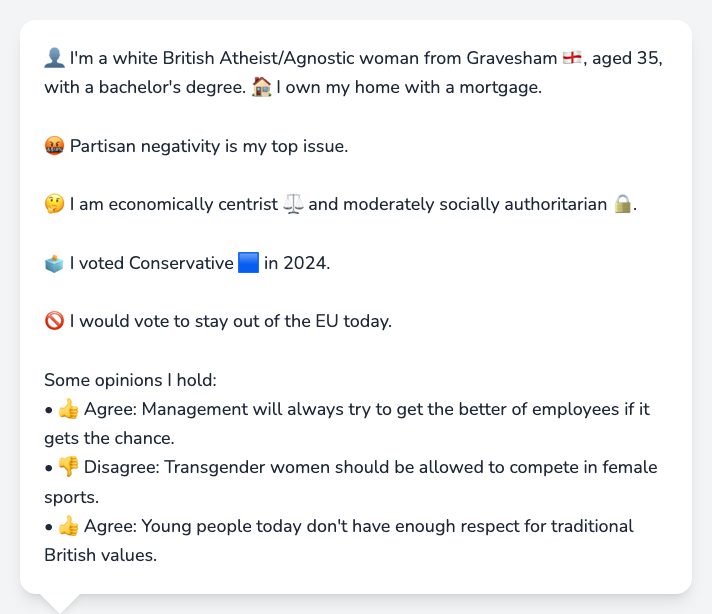 👤 I'm a white British Atheist/Agnostic woman from Gravesham 🏴󠁧󠁢󠁥󠁮󠁧󠁿, aged 35,
with a bachelor's degree. 🏠 I own my home with a mortgage.
🤬 Partisan negativity is my top issue.
🤔 I am economically centrist ⚖️ and moderately socially authoritarian 🔒.
🗳️ I voted Conservative 🟦 in 2024.
🚫 I would vote to stay out of the EU today.
Some opinions I hold:
• 👍 Agree: Management will always try to get the better of employees if it
gets the chance.
• 👎 Disagree: Transgender women should be allowed to compete in female
sports.
• 👍 Agree: Young people today don't have enough respect for traditional
British values.